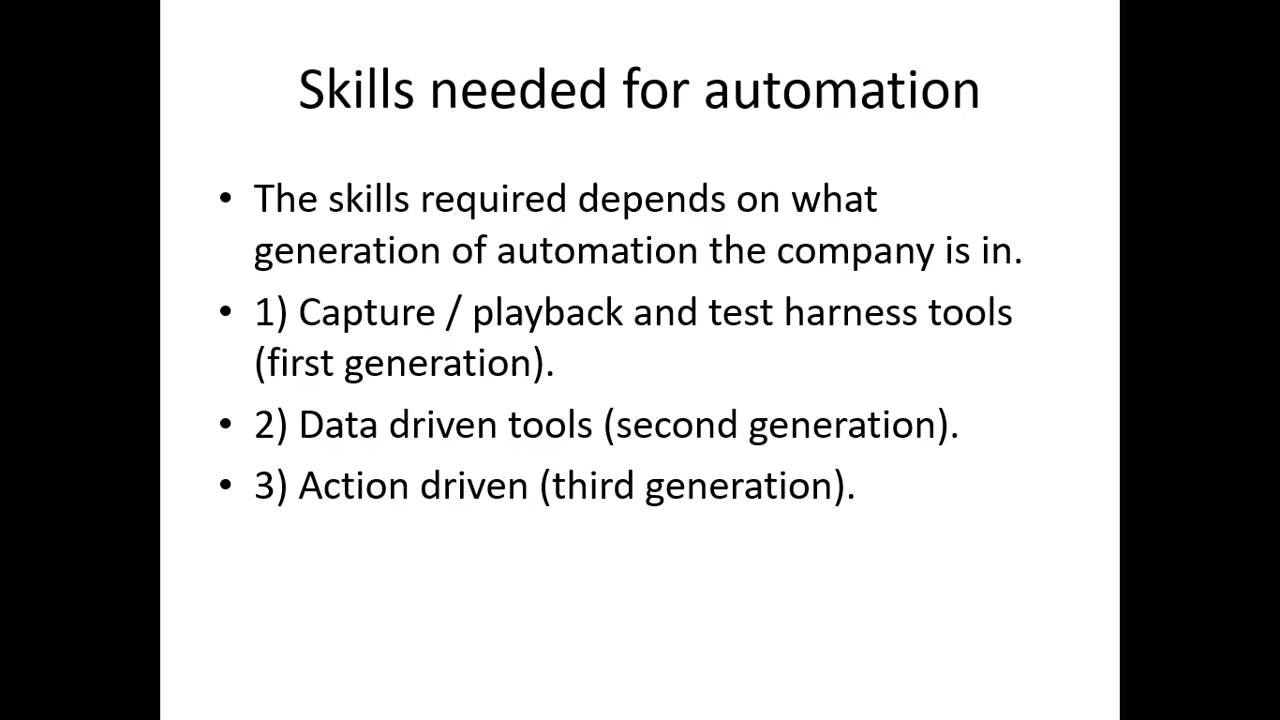 Skills needed for automation
• The skills required depends on what
generation of automation the company is in.
• 1) Capture / playback and test harness tools
(first generation).
• 2) Data driven tools (second generation).
• 3) Action driven (third generation).